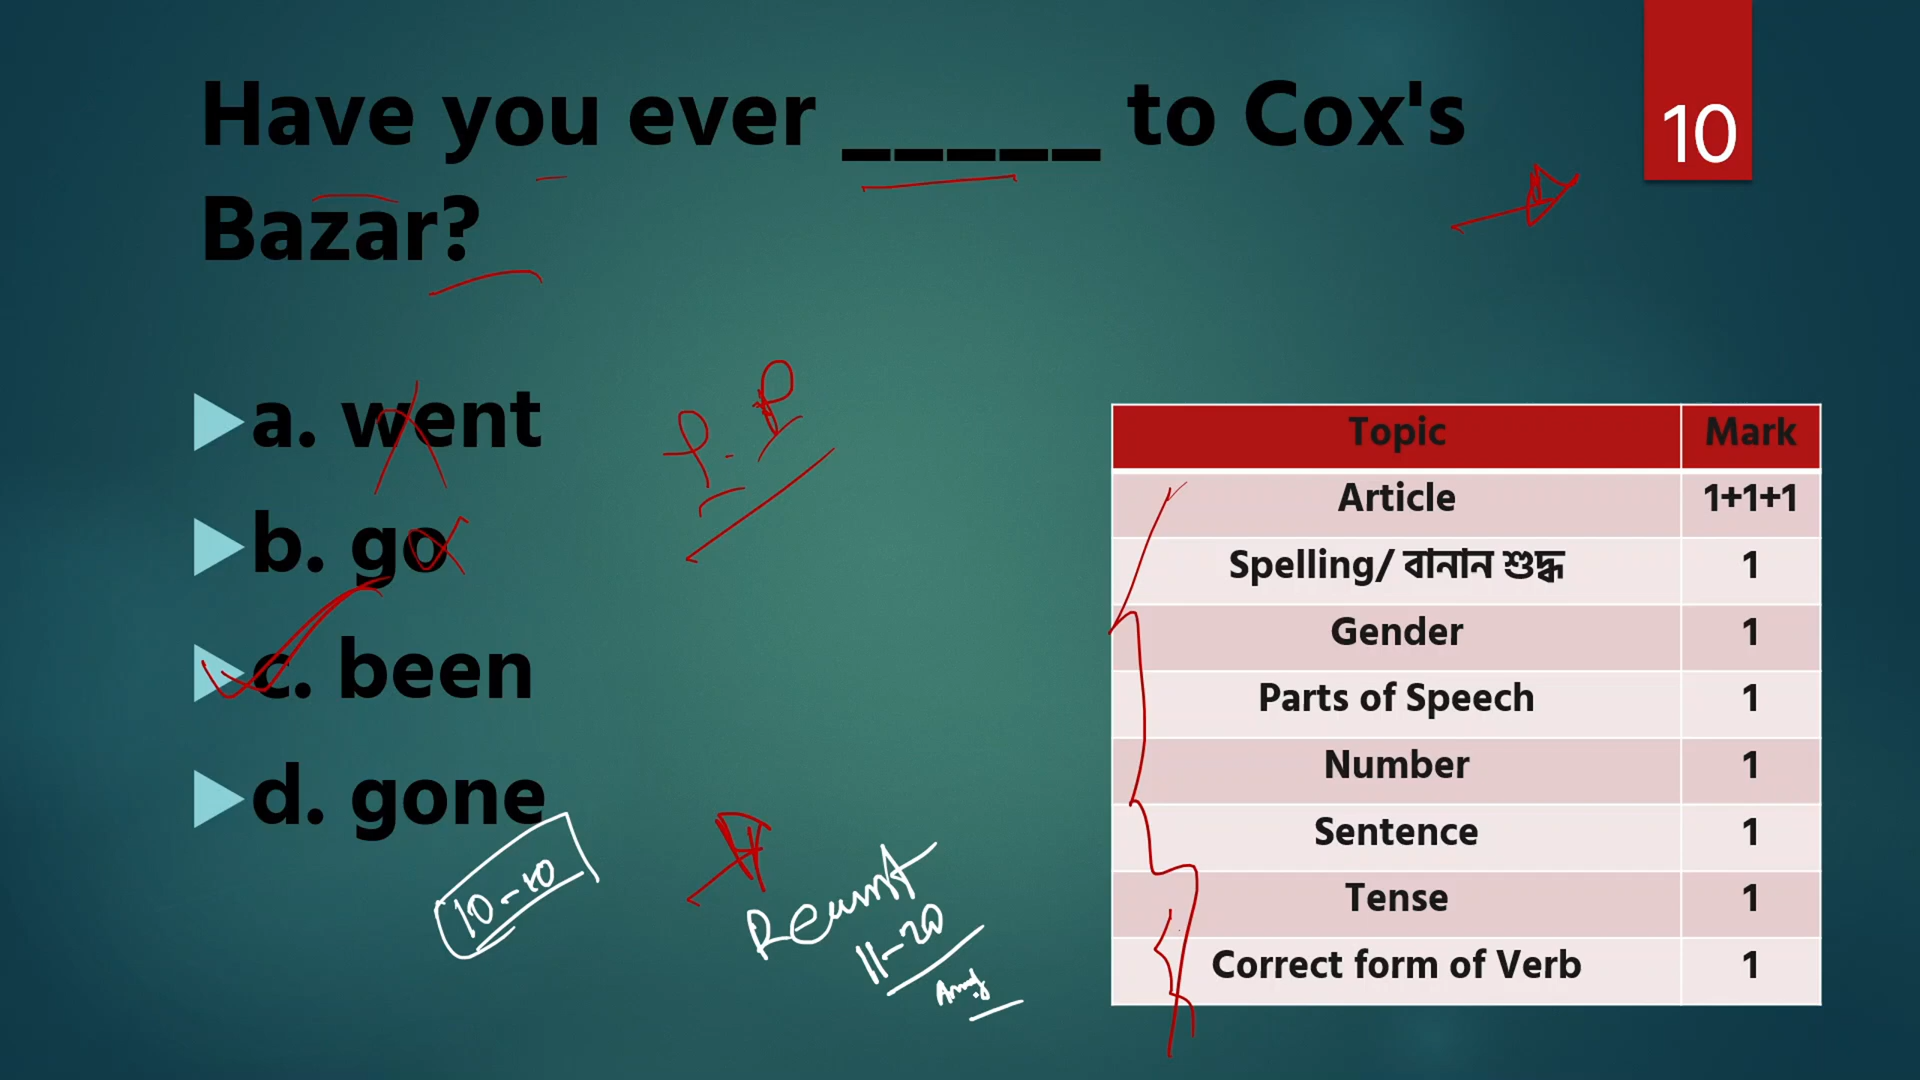 Have you ever _____ to Cox's
Bazar?
10
a. went
b. go
c. been
d. gone
P.P
10-10
11-20
Topic Mark
Article 1+1+1
Spelling/ বানান শুদ্ধ 1
Gender 1
Parts of Speech 1
Number 1
Sentence 1
Tense 1
Correct form of Verb 1